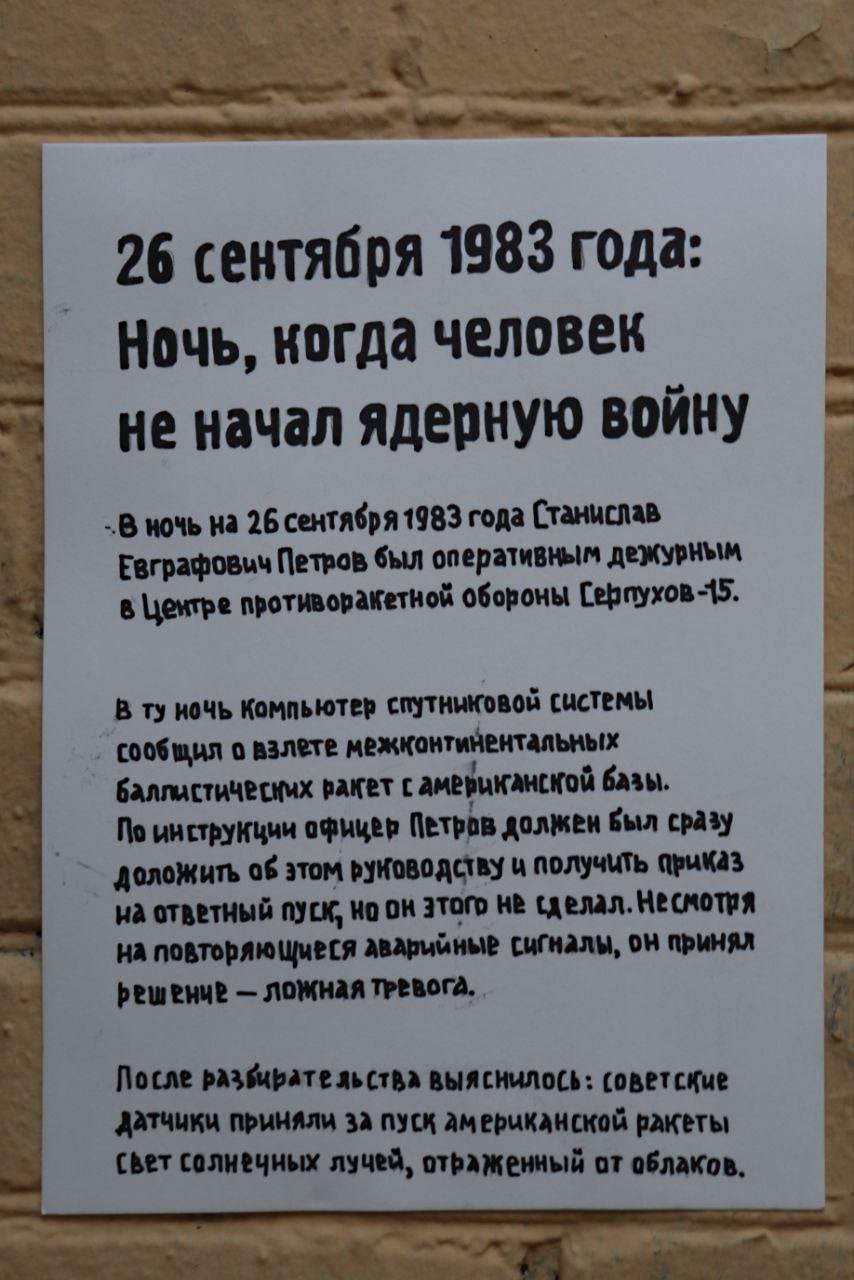 26 сентября 1983 года:
Ночь, когда человек
не начал ядерную войну
В ночь на 26 сентября 1983 года Станислав
Евграфович Петров был оперативным дежурным
в Центре противоракетной обороны Серпухов-15.
В ту ночь компьютер спутниковой системы
сообщил о взлете межконтинентальных
баллистических ракет с американской базы.
По инструкции офицер Петров должен был сразу
доложить об этом руководству и получить приказ
на ответный пуск, но он этого не сделал. Несмотря
на повторяющиеся аварийные сигналы, он принял
решение — ложная тревога.
После разбирательства выяснилось: советские
датчики приняли за пуск американской ракеты
свет солнечных лучей, отраженный от облаков.